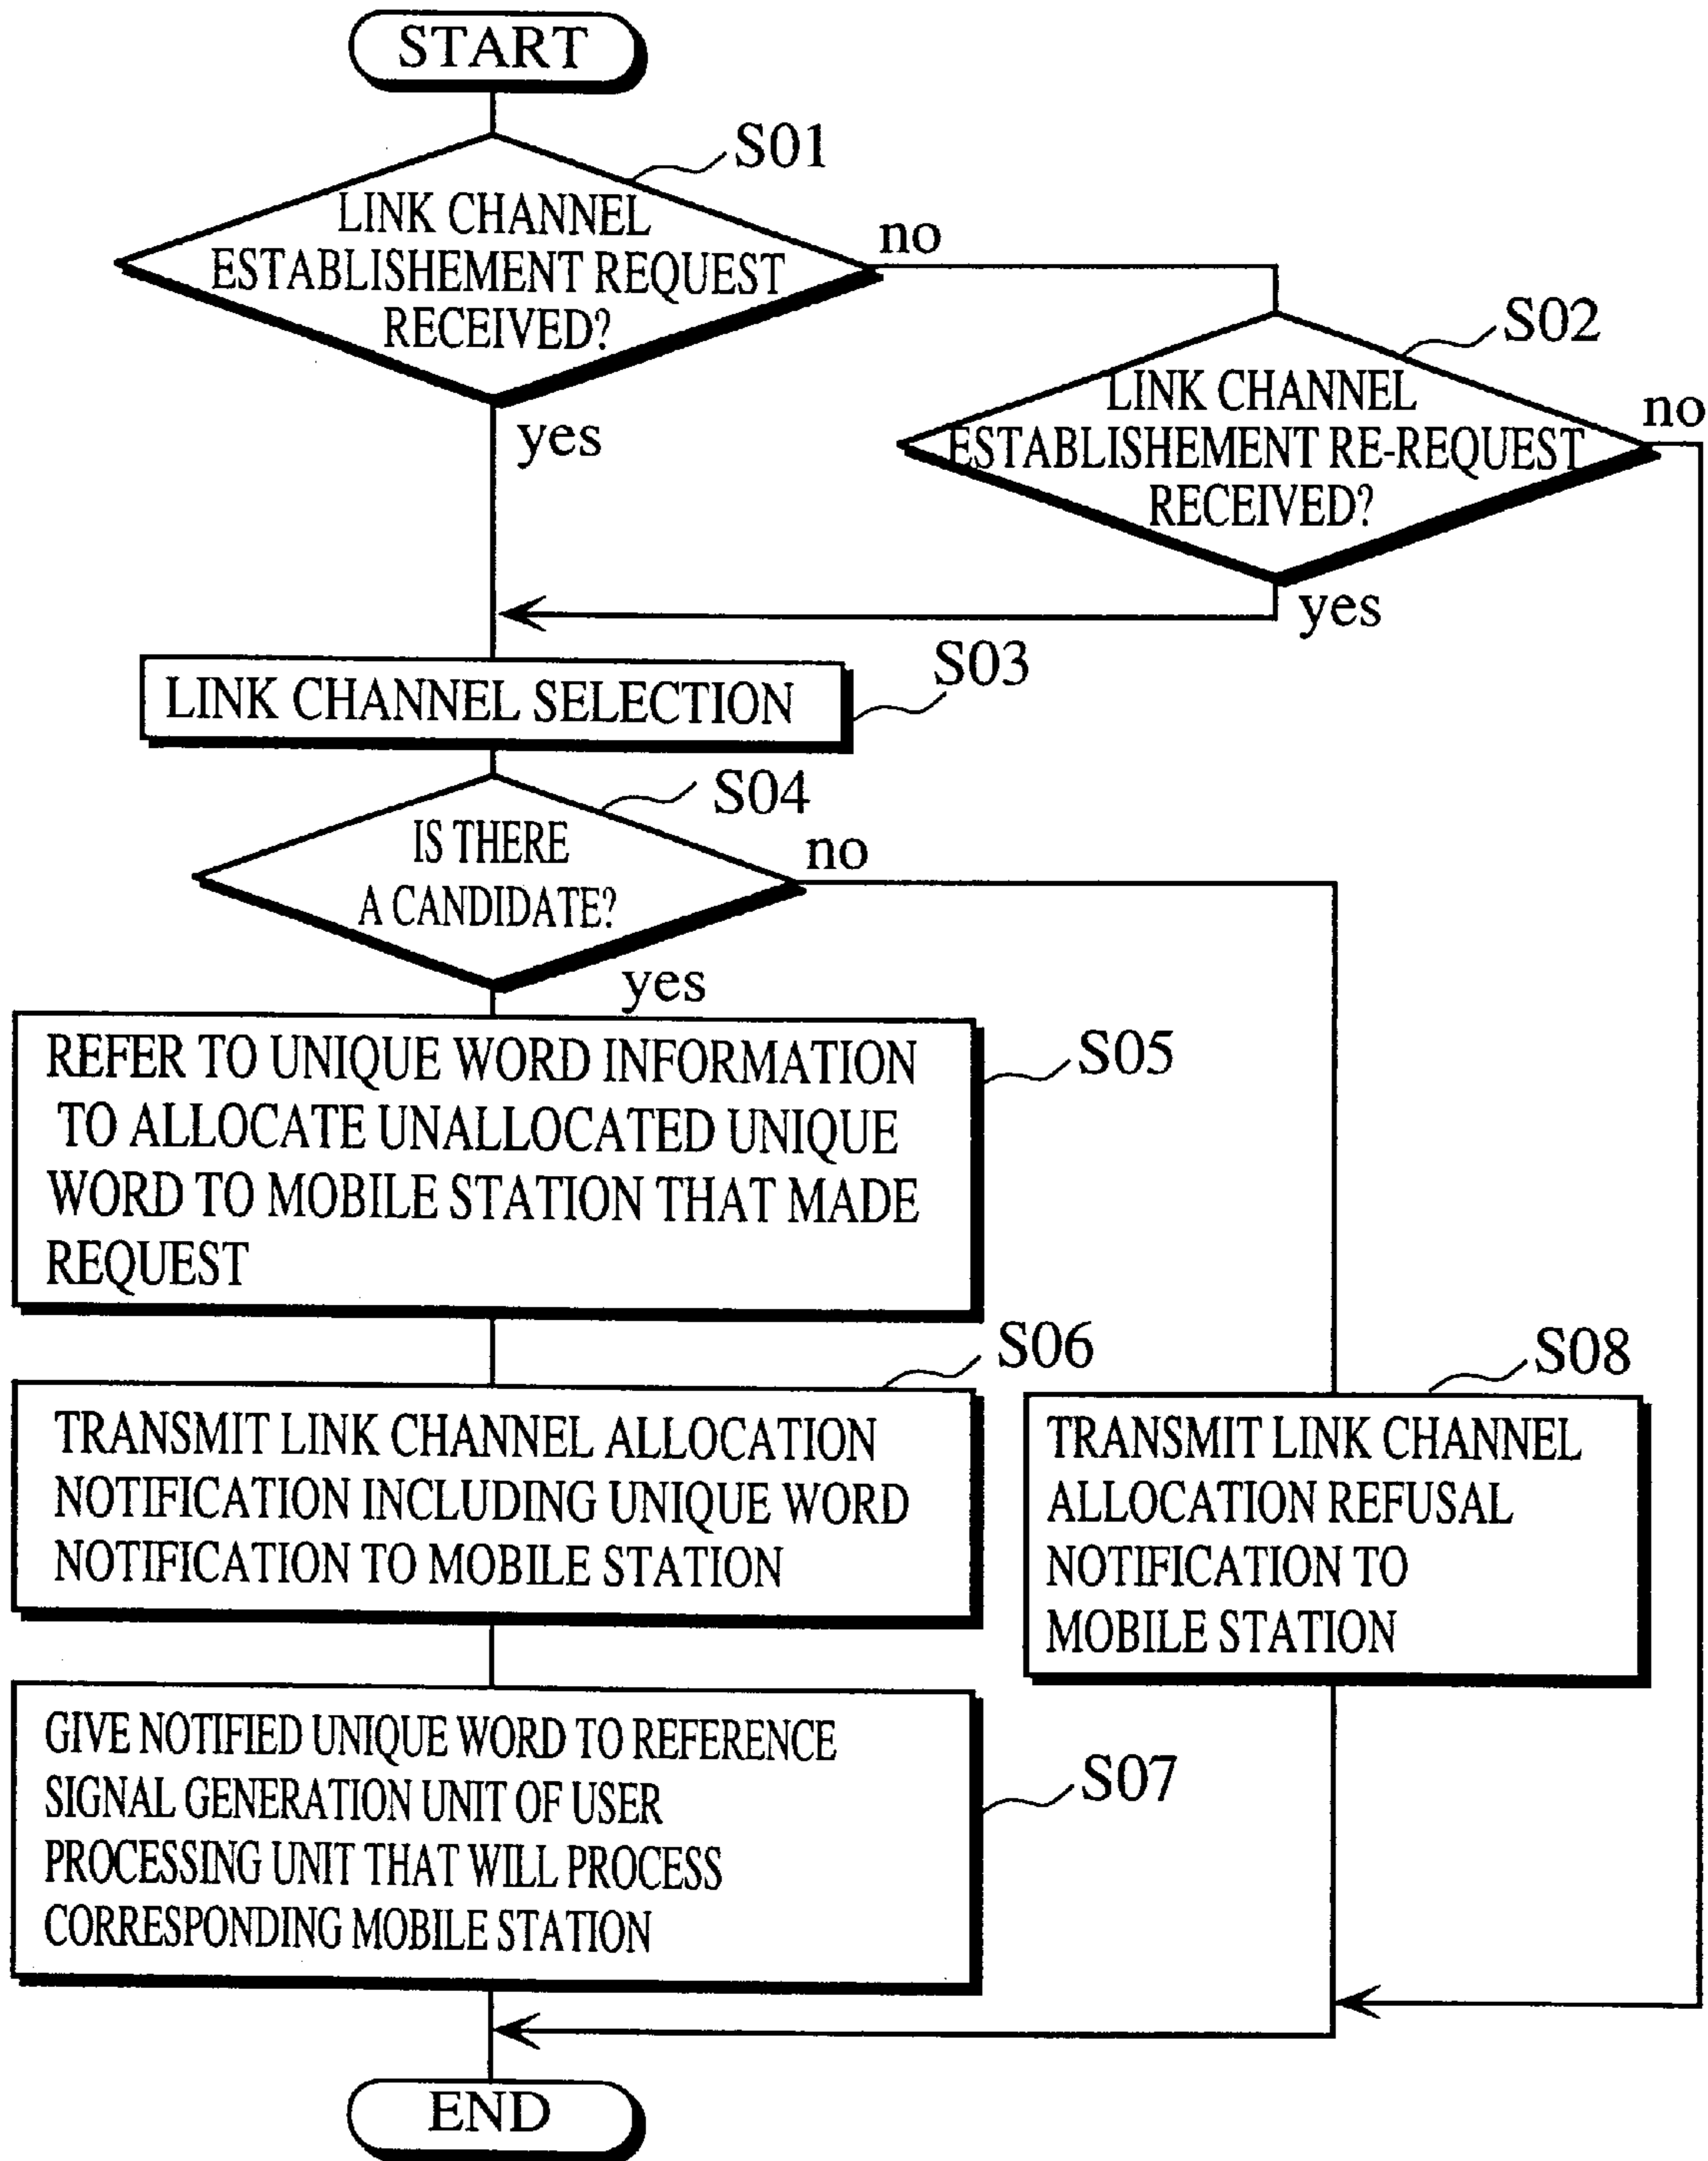 START
S01
LINK CHANNEL
ESTABLISHEMENT REQUEST
RECEIVED?
no
yes
S02
LINK CHANNEL
ESTABLISHEMENT RE-REQUEST
RECEIVED?
no
yes
S03
LINK CHANNEL SELECTION
S04
IS THERE
A CANDIDATE?
no
yes
S05
REFER TO UNIQUE WORD INFORMATION
TO ALLOCATE UNALLOCATED UNIQUE
WORD TO MOBILE STATION THAT MADE
REQUEST
S06
TRANSMIT LINK CHANNEL ALLOCATION
NOTIFICATION INCLUDING UNIQUE WORD
NOTIFICATION TO MOBILE STATION
S08
TRANSMIT LINK CHANNEL
ALLOCATION REFUSAL
NOTIFICATION TO
MOBILE STATION
S07
GIVE NOTIFIED UNIQUE WORD TO REFERENCE
SIGNAL GENERATION UNIT OF USER
PROCESSING UNIT THAT WILL PROCESS
CORRESPONDING MOBILE STATION
END